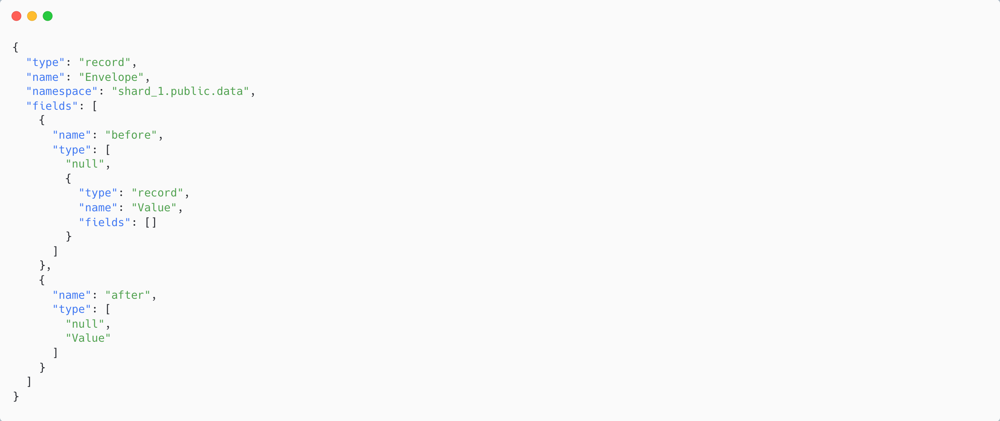 {
  "type": "record",
  "name": "Envelope",
  "namespace": "shard_1.public.data",
  "fields": [
    {
      "name": "before",
      "type": [
        "null",
        {
          "type": "record",
          "name": "Value",
          "fields": []
        }
      ]
    },
    {
      "name": "after",
      "type": [
        "null",
        "Value"
      ]
    }
  ]
}